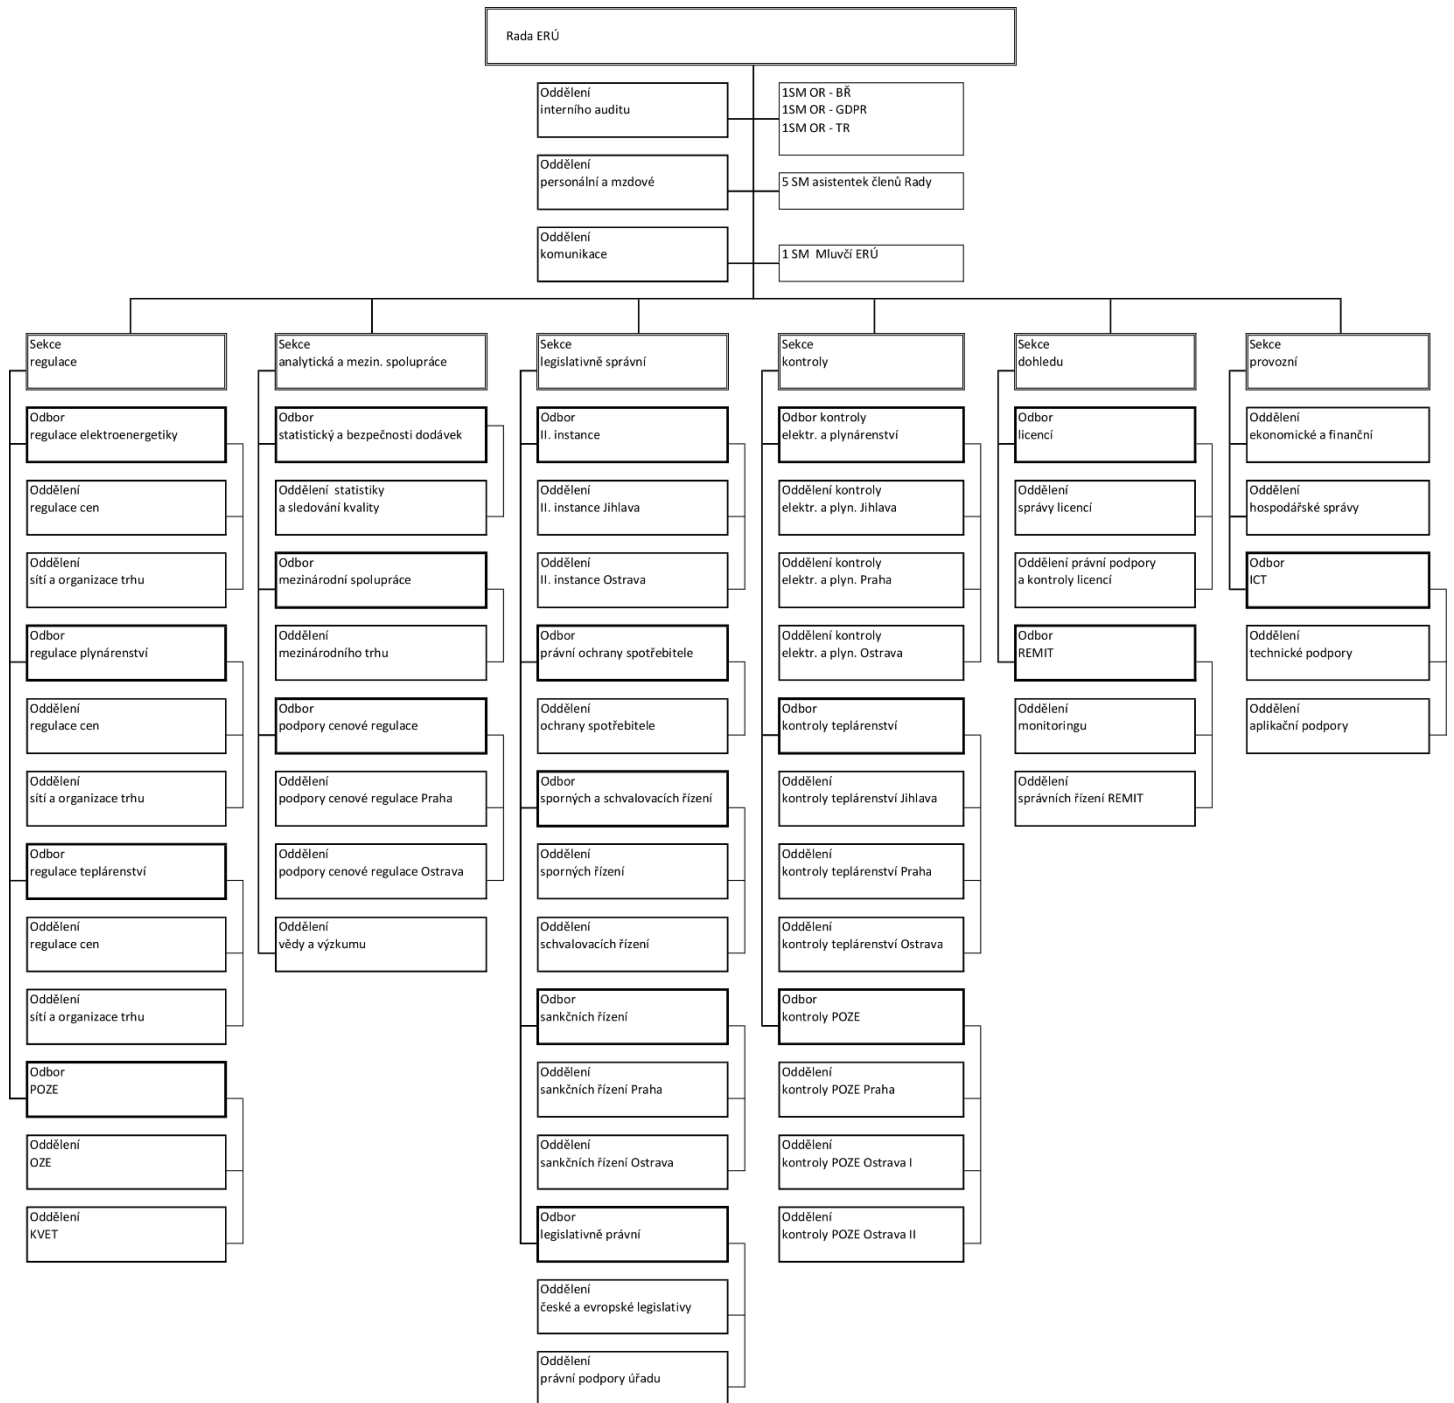 Rada ERÚ
Oddělení
interního auditu
1SM OR - BŘ
1SM OR - GDPR
1SM OR - TR
Oddělení
personální a mzdové
5 SM asistentek členů Rady
Oddělení
komunikace
1 SM  Mluvčí ERÚ
Sekce
regulace
Odbor
regulace elektroenergetiky
Oddělení
regulace cen
Oddělení
sítí a organizace trhu
Odbor
regulace plynárenství
Oddělení
regulace cen
Oddělení
sítí a organizace trhu
Odbor
regulace teplárenství
Oddělení
regulace cen
Oddělení
sítí a organizace trhu
Odbor
POZE
Oddělení
OZE
Oddělení
KVET
Sekce
analytická a mezin. spolupráce
Odbor
statistický a bezpečnosti dodávek
Oddělení  statistiky
a sledování kvality
Odbor
mezinárodní spolupráce
Oddělení
mezinárodního trhu
Odbor
podpory cenové regulace
Oddělení
podpory cenové regulace Praha
Oddělení
podpory cenové regulace Ostrava
Oddělení
vědy a výzkumu
Sekce
legislativně správní
Odbor
II. instance
Oddělení
II. instance Jihlava
Oddělení
II. instance Ostrava
Odbor
právní ochrany spotřebitele
Oddělení
ochrany spotřebitele
Odbor
sporných a schvalovacích řízení
Oddělení
sporných řízení
Oddělení
schvalovacích řízení
Odbor
sankčních řízení
Oddělení
sankčních řízení Praha
Oddělení
sankčních řízení Ostrava
Odbor
legislativně právní
Oddělení
české a evropské legislativy
Oddělení
právní podpory úřadu
Sekce
kontroly
Odbor kontroly
elektr. a plynárenství
Oddělení kontroly
elektr. a plyn. Jihlava
Oddělení kontroly
elektr. a plyn. Praha
Oddělení kontroly
elektr. a plyn. Ostrava
Odbor
kontroly teplárenství
Oddělení
kontroly teplárenství Jihlava
Oddělení
kontroly teplárenství Praha
Oddělení
kontroly teplárenství Ostrava
Odbor
kontroly POZE
Oddělení
kontroly POZE Praha
Oddělení
kontroly POZE Ostrava I
Oddělení
kontroly POZE Ostrava II
Sekce
dohledu
Odbor
licencí
Oddělení
správy licencí
Oddělení právní podpory
a kontroly licencí
Odbor
REMIT
Oddělení
monitoringu
Oddělení
správních řízení REMIT
Sekce
provozní
Oddělení
ekonomické a finanční
Oddělení
hospodářské správy
Odbor
ICT
Oddělení
technické podpory
Oddělení
aplikační podpory